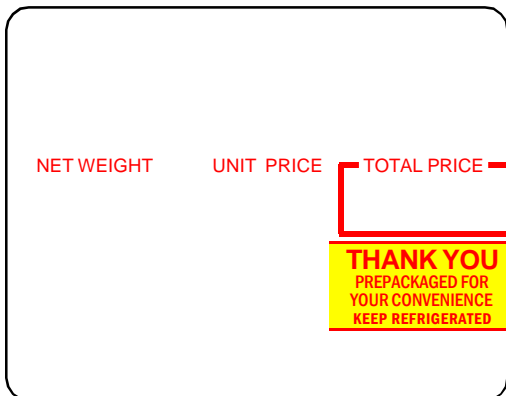 NET WEIGHT UNIT PRICE TOTAL PRICE
THANK YOU
PREPACKAGED FOR
YOUR CONVENIENCE
KEEP REFRIGERATED